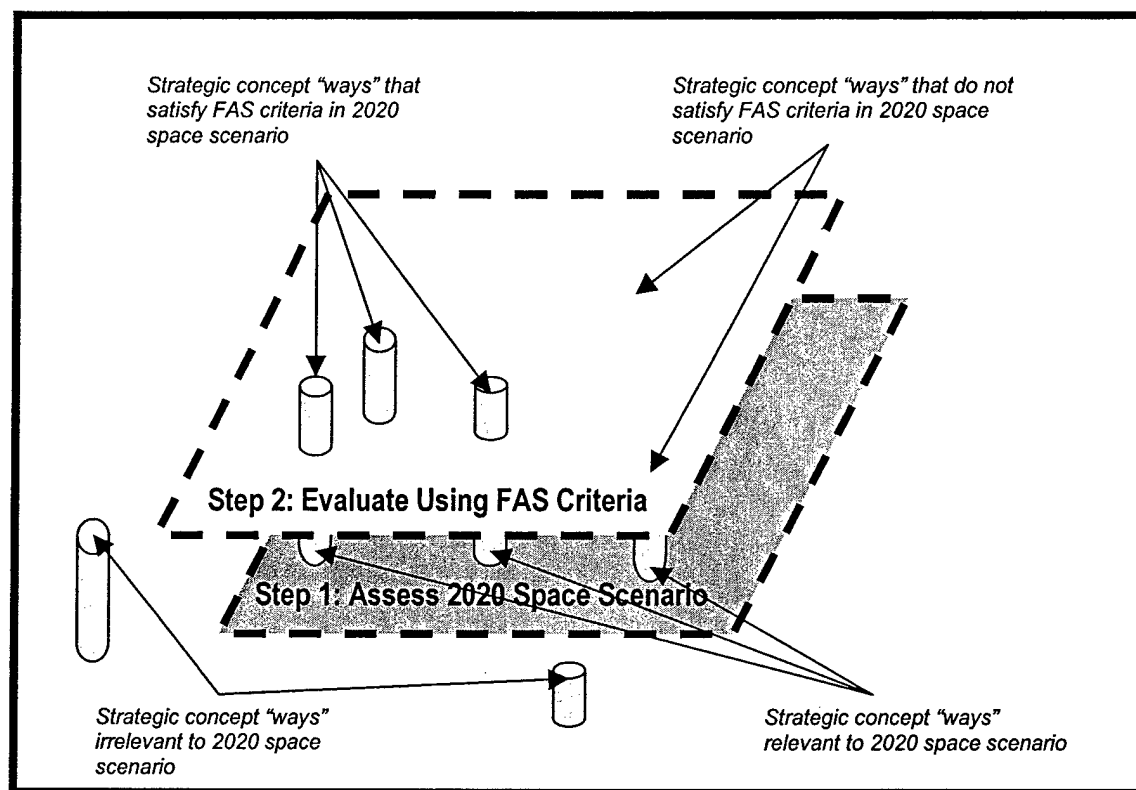 Strategic concept “ways” that
satisfy FAS criteria in 2020
space scenario
Strategic concept “ways” that do not
satisfy FAS criteria in 2020 space
scenario
Step 2: Evaluate Using FAS Criteria
Step 1: Assess 2020 Space Scenario
Strategic concept “ways”
irrelevant to 2020 space
scenario
Strategic concept “ways”
relevant to 2020 space scenario